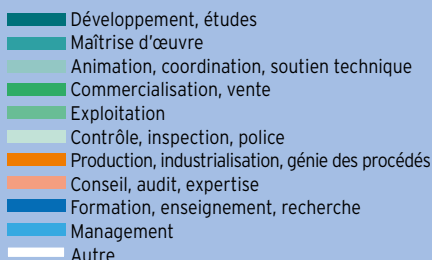 Développement, études
Maîtrise d'œuvre
Animation, coordination, soutien technique
Commercialisation, vente
Exploitation
Contrôle, inspection, police
Production, industrialisation, génie des procédés
Conseil, audit, expertise
Formation, enseignement, recherche
Management
Autre